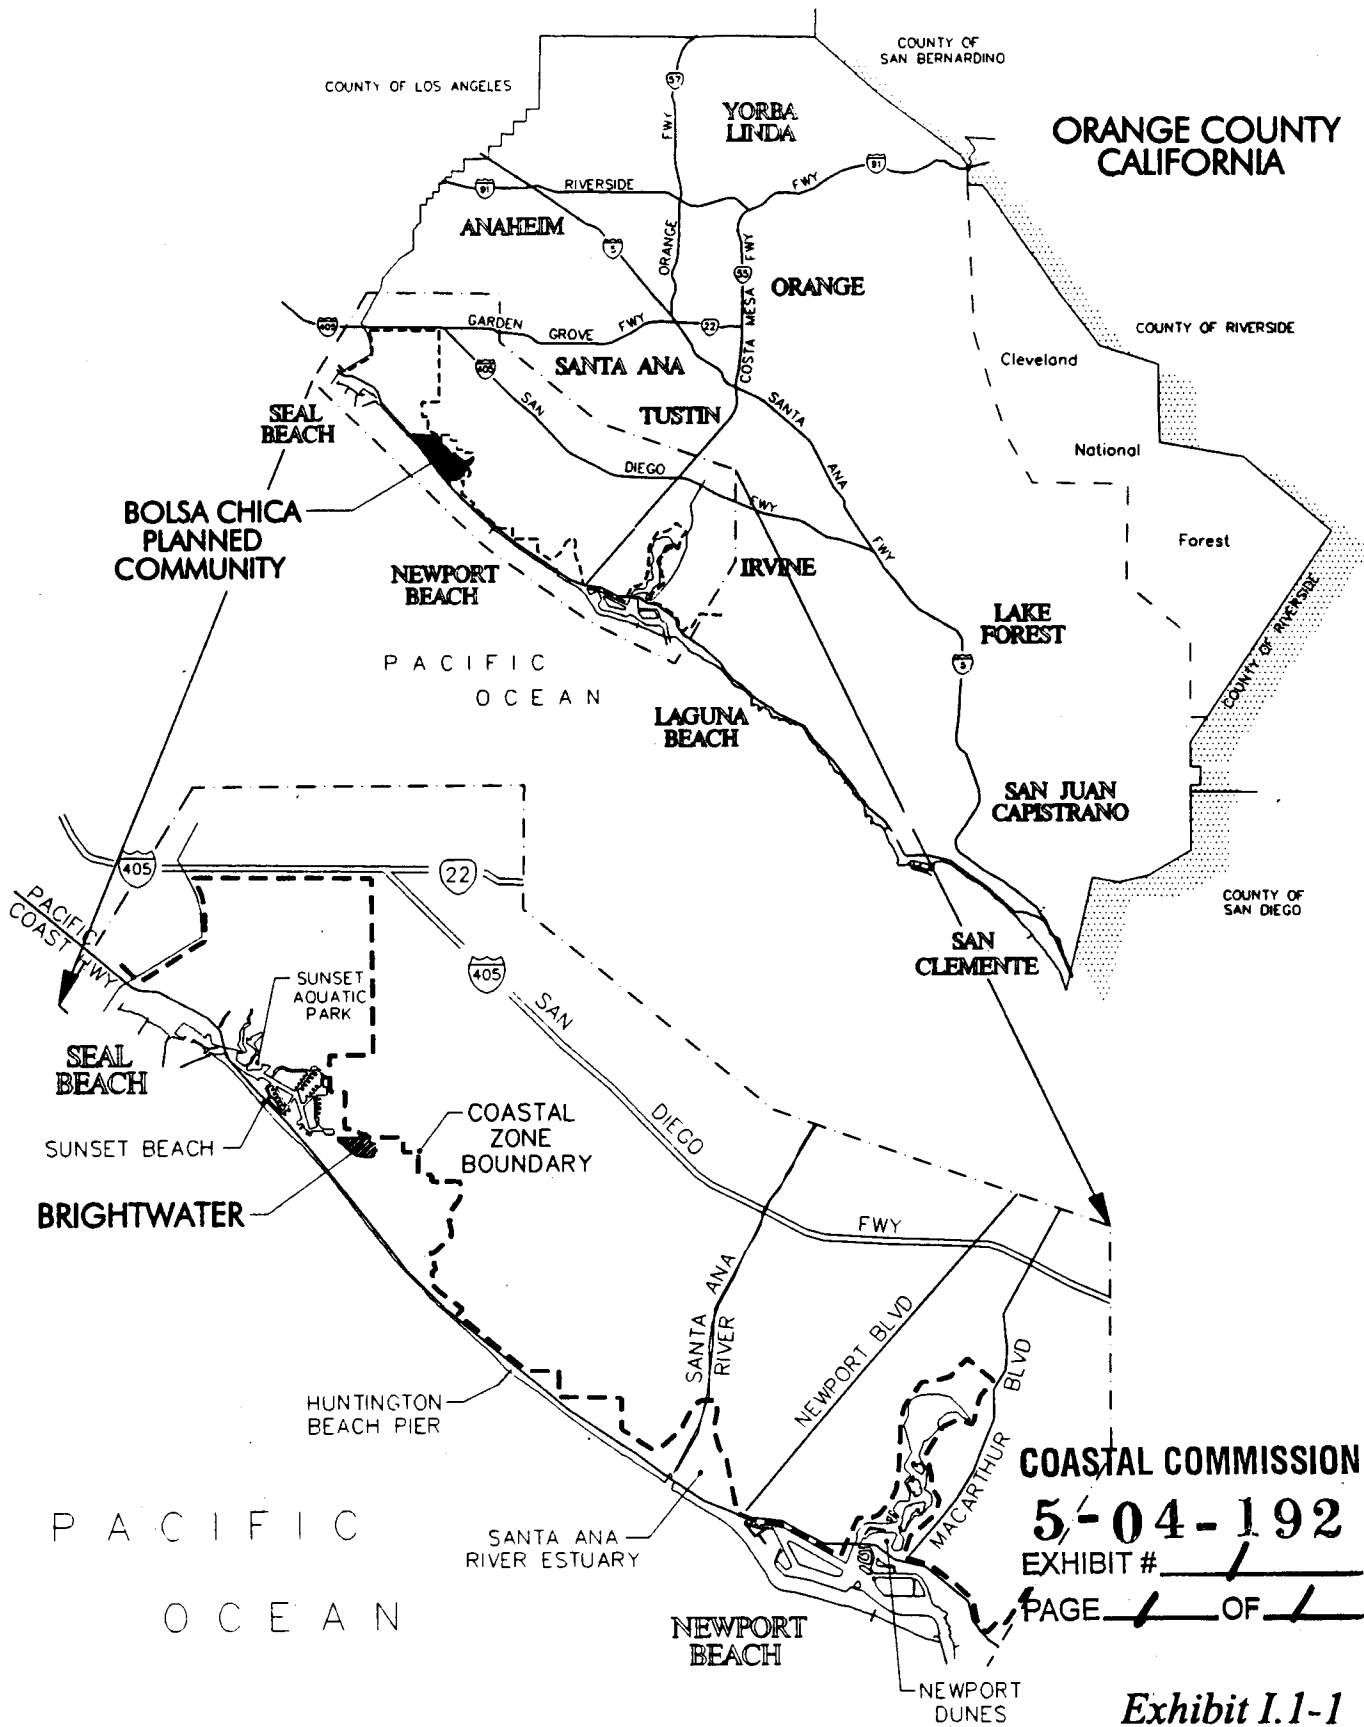 COUNTY OF
SAN BERNARDINO
COUNTY OF LOS ANGELES
ORANGE COUNTY
CALIFORNIA
57
FWY
YORBA
LINDA
91
RIVERSIDE
FWY
91
ANAHEIM
5
ORANGE
FWY
55
COSTA MESA
ORANGE
405
GARDEN
GROVE
FWY
22
COUNTY OF RIVERSIDE
Cleveland
405
SANTA ANA
SAN
SEAL
BEACH
TUSTIN
SANTA
National
DIEGO
ANA
FWY
BOLSA CHICA
PLANNED
COMMUNITY
Forest
FWY
NEWPORT
BEACH
IRVINE
COUNTY OF RIVERSIDE
LAKE
FOREST
5
PACIFIC
OCEAN
LAGUNA
BEACH
SAN JUAN
CAPISTRANO
405
22
COUNTY OF
SAN DIEGO
PACIFIC
COAST FWY
SAN
CLEMENTE
405
SAN
SUNSET
AQUATIC
PARK
SEAL
BEACH
DIEGO
COASTAL
ZONE
BOUNDARY
SUNSET BEACH
BRIGHTWATER
FWY
SANTA ANA
RIVER
NEWPORT BLVD
MACARTHUR BLVD
HUNTINGTON
BEACH PIER
COASTAL COMMISSION
5-04-192
EXHIBIT # 1
PAGE 1 OF 1
PACIFIC
OCEAN
SANTA ANA
RIVER ESTUARY
NEWPORT
BEACH
NEWPORT
DUNES
Exhibit I.1-1